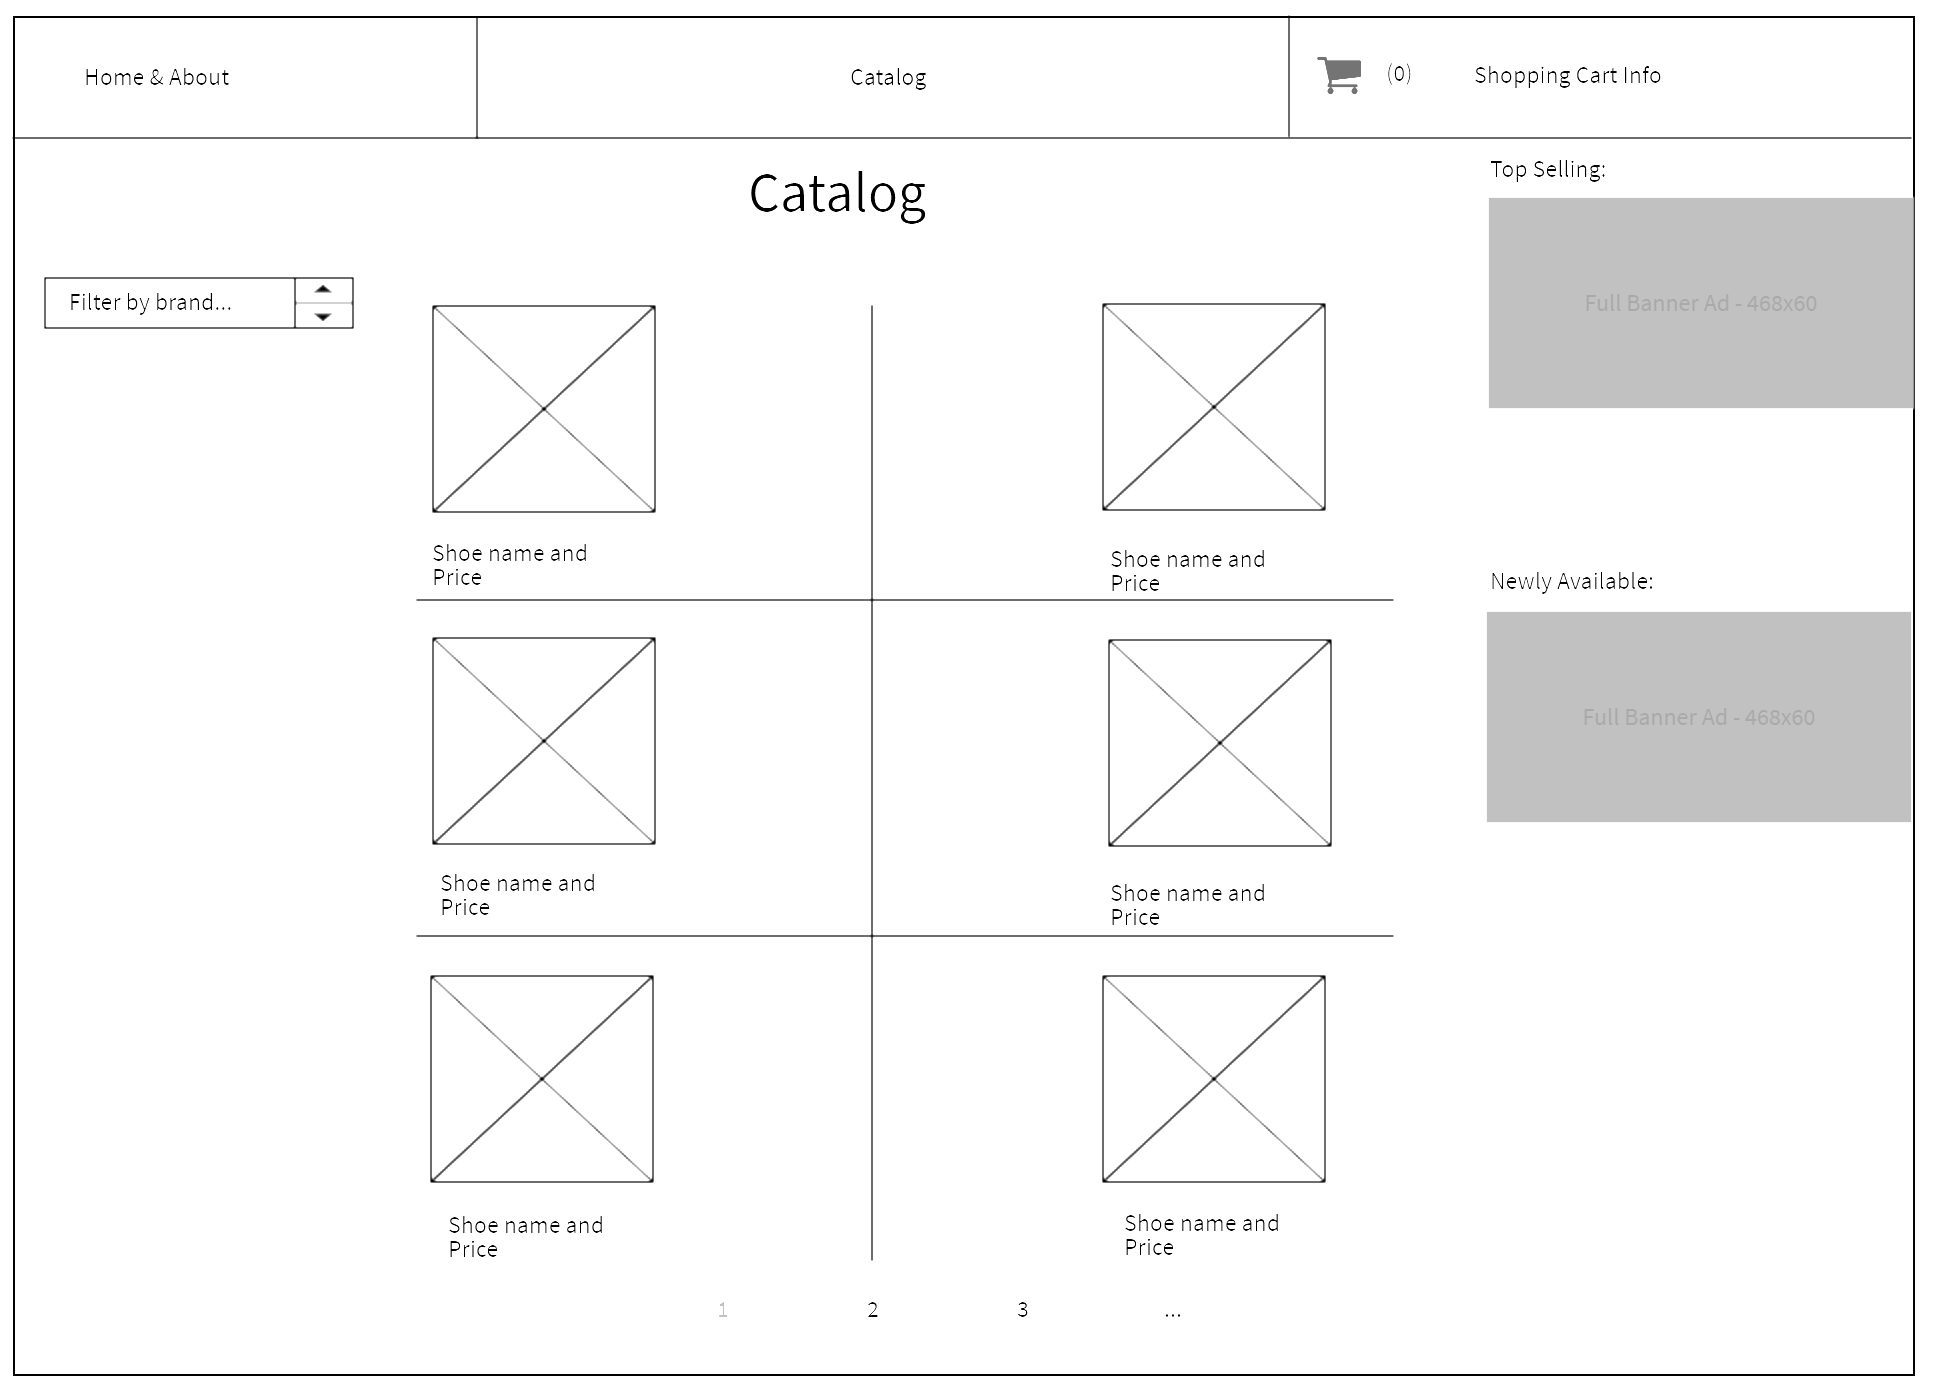 Home & About
Catalog
(0)
Shopping Cart Info
Catalog
Top Selling:
Filter by brand...
Full Banner Ad - 468x60
Shoe name and
Price
Shoe name and
Price
Newly Available:
Full Banner Ad - 468x60
Shoe name and
Price
Shoe name and
Price
Shoe name and
Price
Shoe name and
Price
1
2
3
...